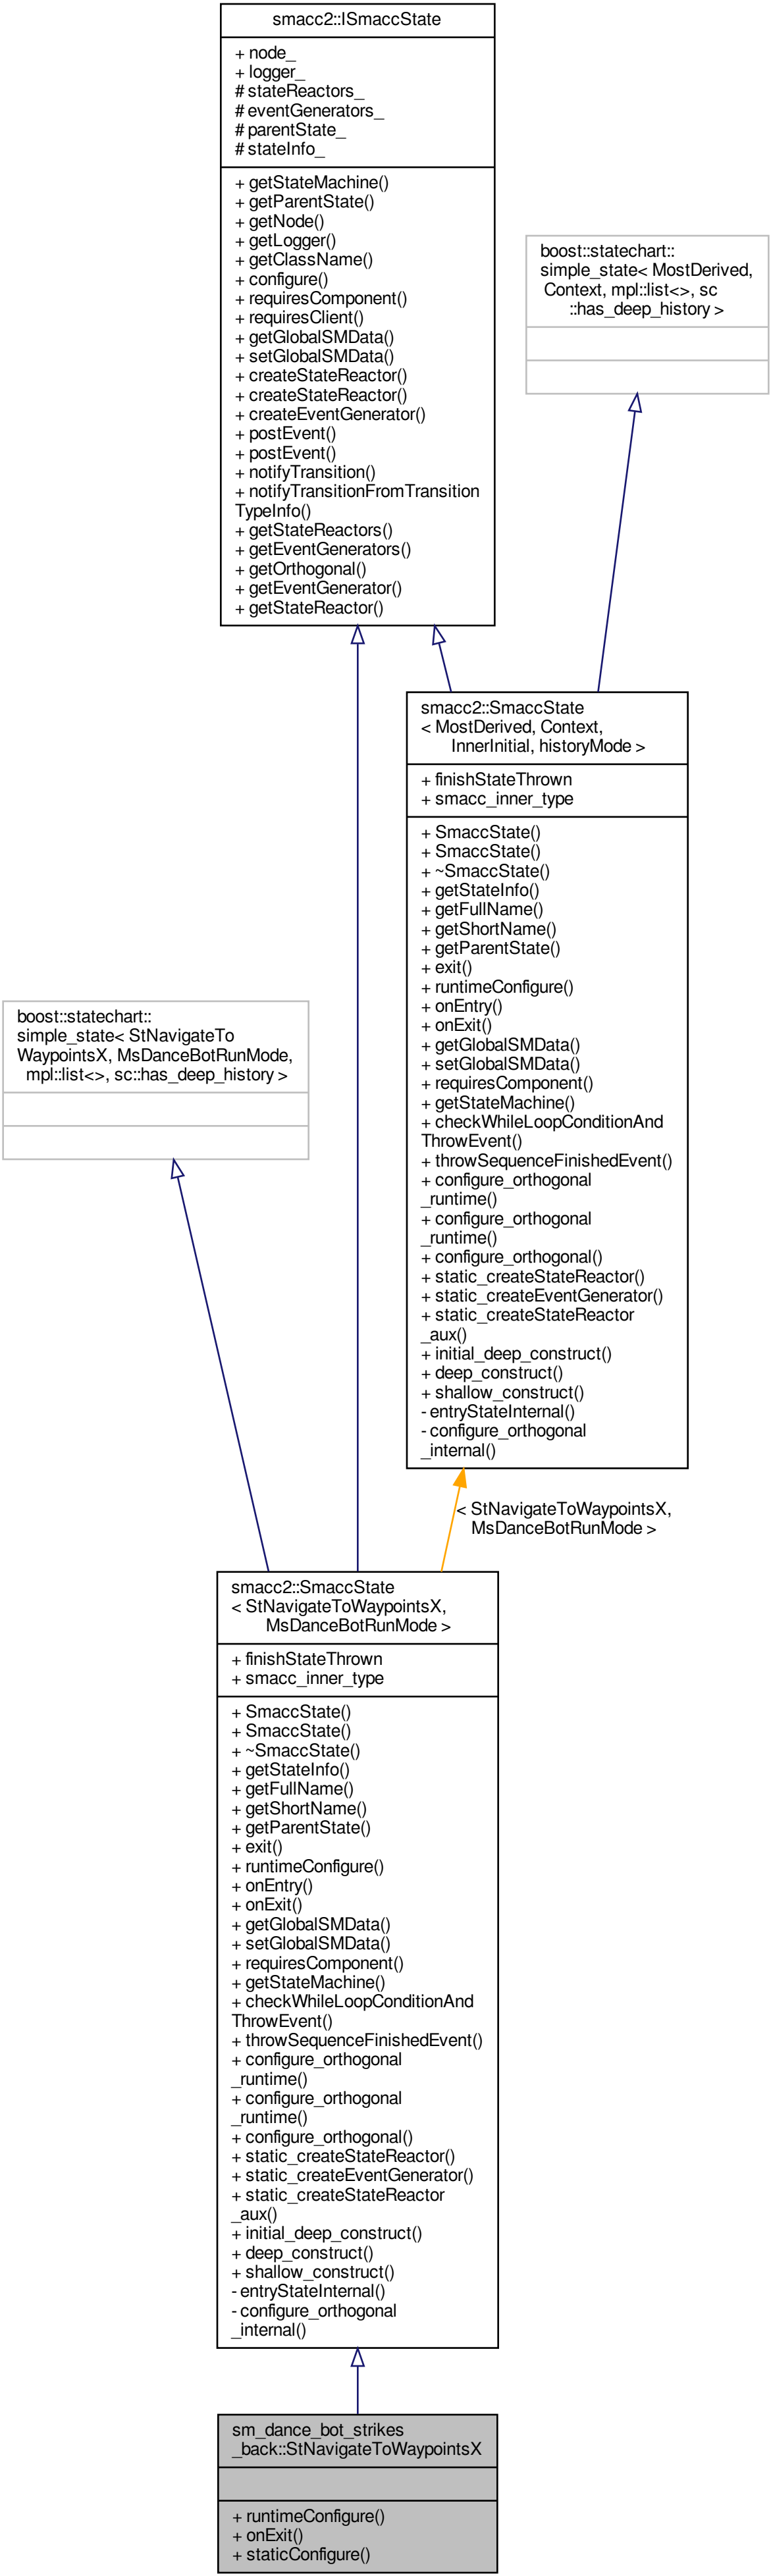 smacc2::ISmaccState
+ node_
+ logger_
# stateReactors_
# eventGenerators_
# parentState_
# stateInfo_
+ getStateMachine()
+ getParentState()
+ getNode()
+ getLogger()
+ getClassName()
+ configure()
+ requiresComponent()
+ requiresClient()
+ getGlobalSMData()
+ setGlobalSMData()
+ createStateReactor()
+ createStateReactor()
+ createEventGenerator()
+ postEvent()
+ postEvent()
+ notifyTransition()
+ notifyTransitionFromTransition
TypeInfo()
+ getStateReactors()
+ getEventGenerators()
+ getOrthogonal()
+ getEventGenerator()
+ getStateReactor()
boost::statechart::
simple_state< MostDerived,
Context, mpl::list<>, sc
::has_deep_history >
smacc2::SmaccState
< MostDerived, Context,
InnerInitial, historyMode >
+ finishStateThrown
+ smacc_inner_type
+ SmaccState()
+ SmaccState()
+ ~SmaccState()
+ getStateInfo()
+ getFullName()
+ getShortName()
+ getParentState()
+ exit()
+ runtimeConfigure()
+ onEntry()
+ onExit()
+ getGlobalSMData()
+ setGlobalSMData()
+ requiresComponent()
+ getStateMachine()
+ checkWhileLoopConditionAnd
ThrowEvent()
+ throwSequenceFinishedEvent()
+ configure_orthogonal
_runtime()
+ configure_orthogonal
_runtime()
+ configure_orthogonal()
+ static_createStateReactor()
+ static_createEventGenerator()
+ static_createStateReactor
_aux()
+ initial_deep_construct()
+ deep_construct()
+ shallow_construct()
- entryStateInternal()
- configure_orthogonal
_internal()
boost::statechart::
simple_state< StNavigateTo
WaypointsX, MsDanceBotRunMode,
mpl::list<>, sc::has_deep_history >
< StNavigateToWaypointsX,
MsDanceBotRunMode >
smacc2::SmaccState
< StNavigateToWaypointsX,
MsDanceBotRunMode >
+ finishStateThrown
+ smacc_inner_type
+ SmaccState()
+ SmaccState()
+ ~SmaccState()
+ getStateInfo()
+ getFullName()
+ getShortName()
+ getParentState()
+ exit()
+ runtimeConfigure()
+ onEntry()
+ onExit()
+ getGlobalSMData()
+ setGlobalSMData()
+ requiresComponent()
+ getStateMachine()
+ checkWhileLoopConditionAnd
ThrowEvent()
+ throwSequenceFinishedEvent()
+ configure_orthogonal
_runtime()
+ configure_orthogonal
_runtime()
+ configure_orthogonal()
+ static_createStateReactor()
+ static_createEventGenerator()
+ static_createStateReactor
_aux()
+ initial_deep_construct()
+ deep_construct()
+ shallow_construct()
- entryStateInternal()
- configure_orthogonal
_internal()
sm_dance_bot_strikes
_back::StNavigateToWaypointsX
+ runtimeConfigure()
+ onExit()
+ staticConfigure()